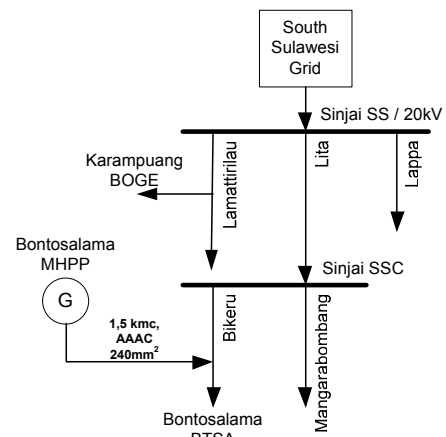 South
Sulawesi
Grid
Sinjai SS / 20kV
Karampuang
BOGE
Lamattirilau
Lita
Lappa
Bontosalama
MHPP
Sinjai SSC
G
1,5 kmc,
AAAC
240mm²
Bikeru
Mangarabombang
Bontosalama
BTSA